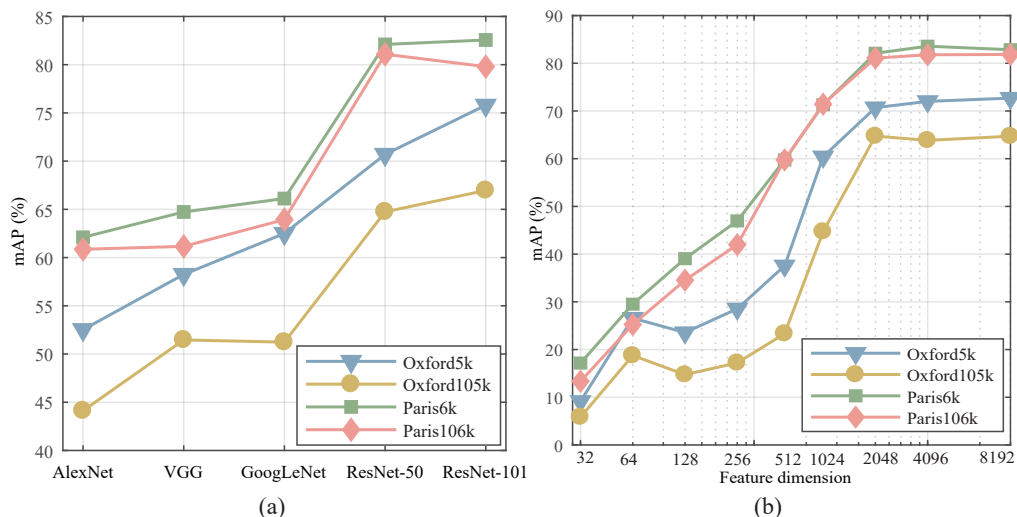 85
80
75
70
65
60
55
50
45
40
mAP (%)
AlexNet VGG GoogLeNet ResNet-50 ResNet-101
Oxford5k
Oxford105k
Paris6k
Paris106k
(a)
90
80
70
60
50
40
30
20
10
0
mAP (%)
32 64 128 256 512 1024 2048 4096 8192
Feature dimension
Oxford5k
Oxford105k
Paris6k
Paris106k
(b)